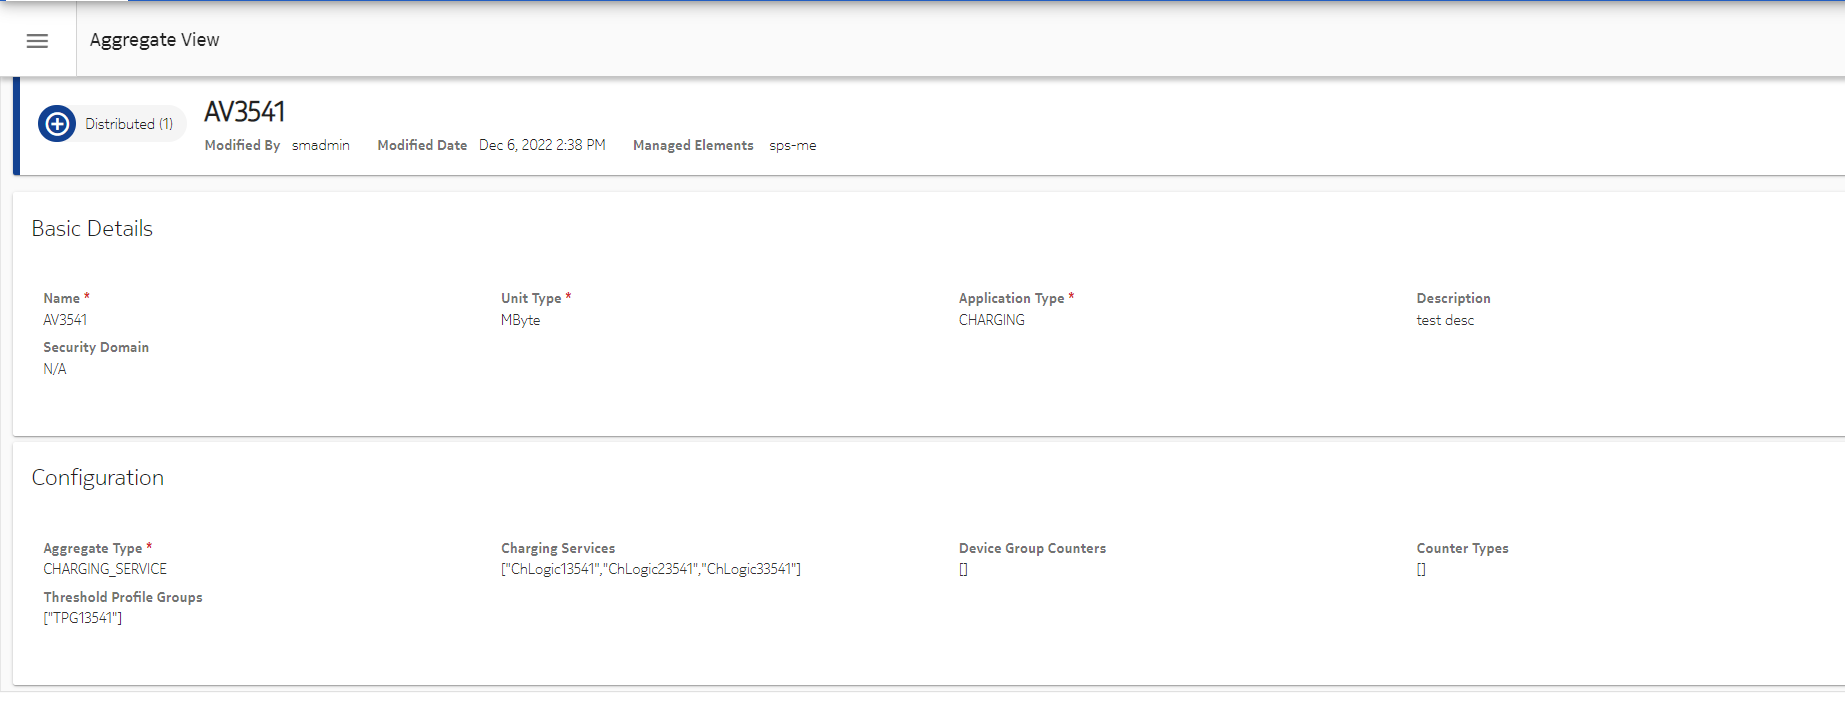 Aggregate View
Distributed (1)
AV3541
Modified By smadmin Modified Date Dec 6, 2022 2:38 PM Managed Elements sps-me
Basic Details
Name * Unit Type * Application Type * Description
AV3541 MByte CHARGING test desc
Security Domain
N/A
Configuration
Aggregate Type * Charging Services Device Group Counters Counter Types
CHARGING_SERVICE ["ChLogic13541","ChLogic23541","ChLogic33541"] [] []
Threshold Profile Groups
["TPG13541"]